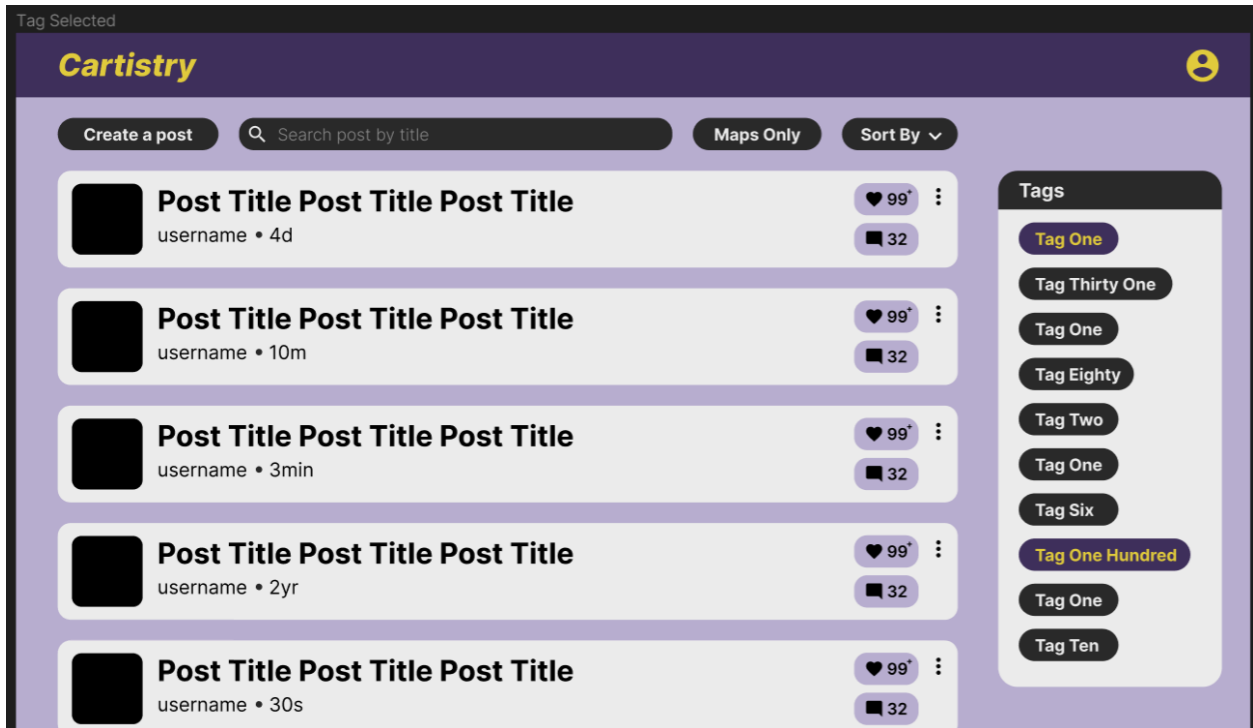 Tag Selected
Cartistry
Create a post
Search post by title
Maps Only
Sort By
Post Title Post Title Post Title
username • 4d
99+
32
Post Title Post Title Post Title
username • 10m
99+
32
Post Title Post Title Post Title
username • 3min
99+
32
Post Title Post Title Post Title
username • 2yr
99+
32
Post Title Post Title Post Title
username • 30s
99+
32
Tags
Tag One
Tag Thirty One
Tag One
Tag Eighty
Tag Two
Tag One
Tag Six
Tag One Hundred
Tag One
Tag Ten